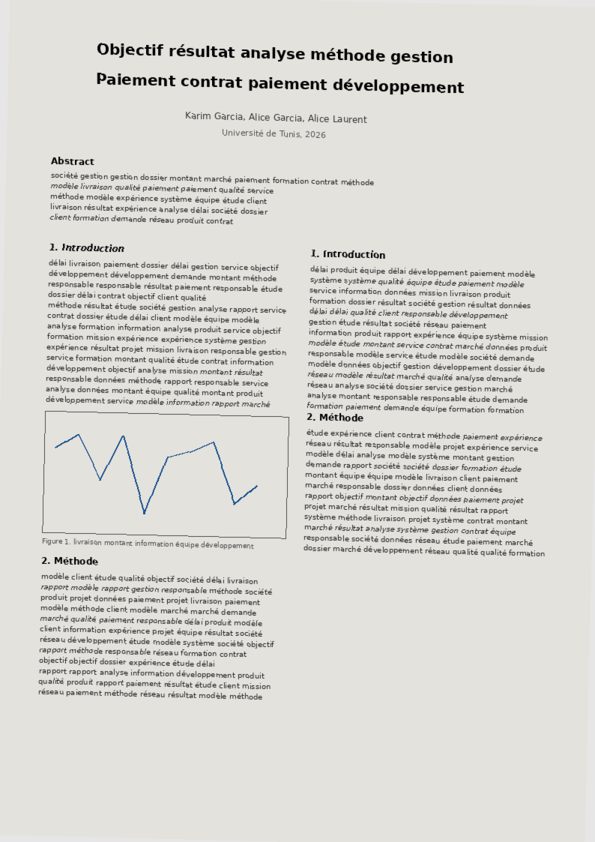 Objectif résultat analyse méthode gestion
Paiement contrat paiement développement
Karim Garcia, Alice Garcia, Alice Laurent
Université de Tunis, 2026
Abstract
société gestion gestion dossier montant marché paiement formation contrat méthode
modèle livraison qualité paiement paiement qualité service
méthode modèle expérience système équipe étude client
livraison résultat expérience analyse délai société dossier
client formation demande réseau produit contrat
1. Introduction
délai livraison paiement dossier délai gestion service objectif
développement développement demande montant méthode
responsable responsable résultat paiement responsable étude
dossier délai contrat objectif client qualité
méthode résultat étude société gestion analyse rapport service
contrat dossier étude délai client modèle équipe modèle
analyse formation information analyse produit service objectif
formation mission expérience expérience système gestion
expérience résultat projet mission livraison responsable gestion
service formation montant qualité étude contrat information
développement objectif analyse mission montant résultat
responsable données méthode rapport responsable service
analyse données montant équipe qualité montant produit
développement service modèle information rapport marché
Figure 1. livraison montant information équipe développement
2. Méthode
modèle client étude qualité objectif société délai livraison
rapport modèle rapport gestion responsable méthode société
produit projet données paiement projet livraison paiement
modèle méthode client modèle marché marché demande
marché qualité paiement responsable délai produit modèle
client information expérience projet équipe résultat société
réseau développement étude modèle système société objectif
rapport méthode responsable réseau formation contrat
objectif objectif dossier expérience étude délai
rapport rapport analyse information développement produit
qualité produit rapport paiement résultat étude client mission
réseau paiement méthode réseau résultat modèle méthode
1. Introduction
délai produit équipe délai développement paiement modèle
système système qualité équipe étude paiement modèle
service information données mission livraison produit
formation dossier résultat société gestion résultat données
délai délai qualité client responsable développement
gestion étude résultat société réseau paiement
information produit rapport expérience équipe système mission
modèle étude montant service contrat marché données produit
responsable modèle service étude modèle société demande
modèle données objectif gestion développement dossier étude
réseau modèle résultat marché qualité analyse demande
réseau analyse société dossier service gestion marché
analyse montant responsable responsable formation étude
formation paiement demande équipe formation formation
2. Méthode
étude expérience client contrat méthode paiement expérience
réseau résultat responsable modèle projet expérience service
modèle délai analyse modèle système montant gestion
demande rapport société société dossier formation étude
montant équipe équipe modèle livraison client paiement
marché responsable dossier données client données
rapport objectif montant objectif données paiement projet
projet marché résultat mission qualité résultat rapport
système méthode livraison projet système contrat montant
marché résultat analyse système gestion contrat équipe
responsable société données réseau étude paiement marché
dossier marché développement réseau qualité qualité formation